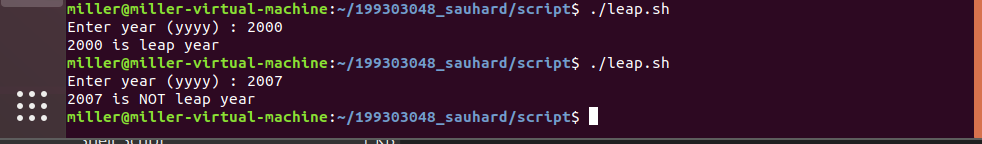 miller@miller-virtual-machine:~/199303048_sauhard/script$ ./leap.sh
Enter year (yyyy) : 2000
2000 is leap year
miller@miller-virtual-machine:~/199303048_sauhard/script$ ./leap.sh
Enter year (yyyy) : 2007
2007 is NOT leap year
miller@miller-virtual-machine:~/199303048_sauhard/script$